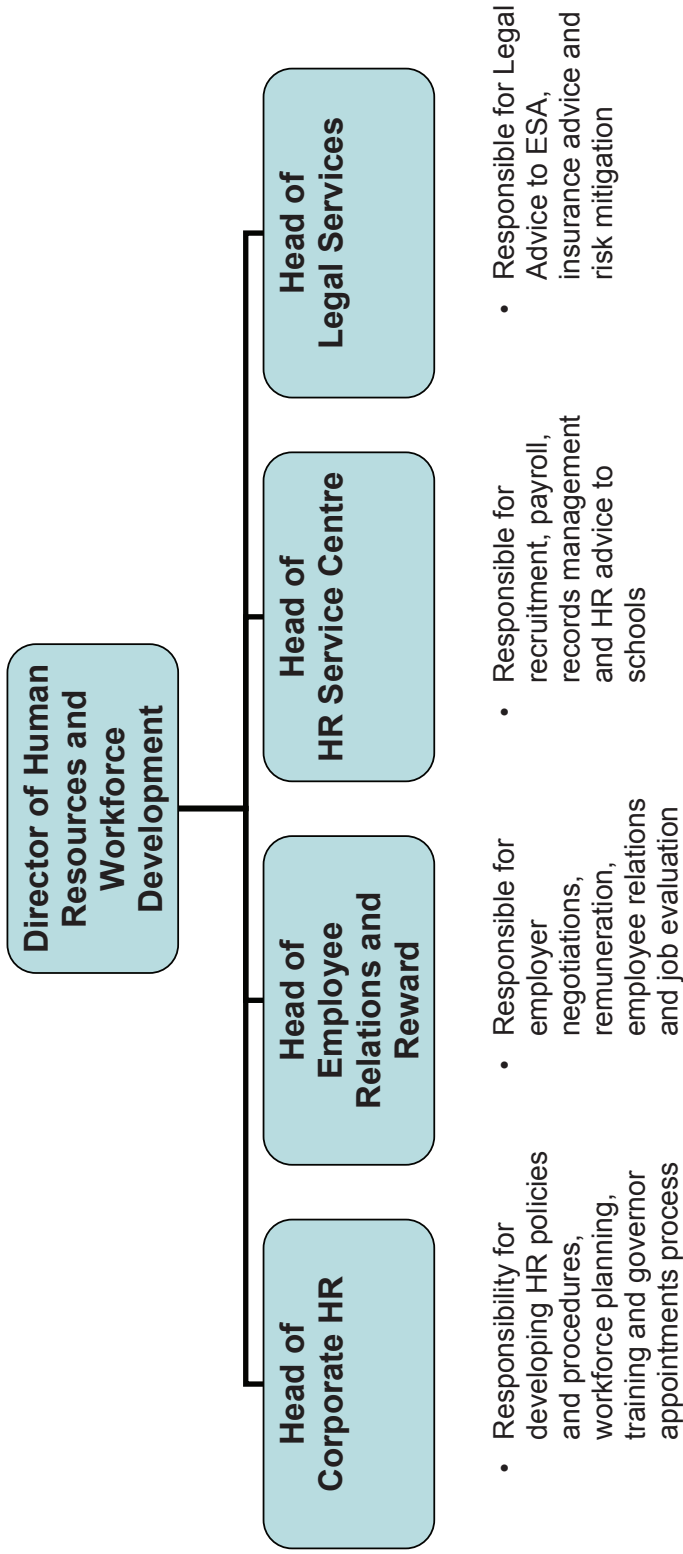 Director of Human
Resources and
Workforce
Development
Head of
Corporate HR
Head of
Employee
Relations and
Reward
Head of
HR Service Centre
Head of
Legal Services
• Responsibility for
developing HR policies
and procedures,
workforce planning,
training and governor
appointments process
• Responsible for
employer
negotiations,
remuneration,
employee relations
and job evaluation
• Responsible for
recruitment, payroll,
records management
and HR advice to
schools
• Responsible for Legal
Advice to ESA,
insurance advice and
risk mitigation